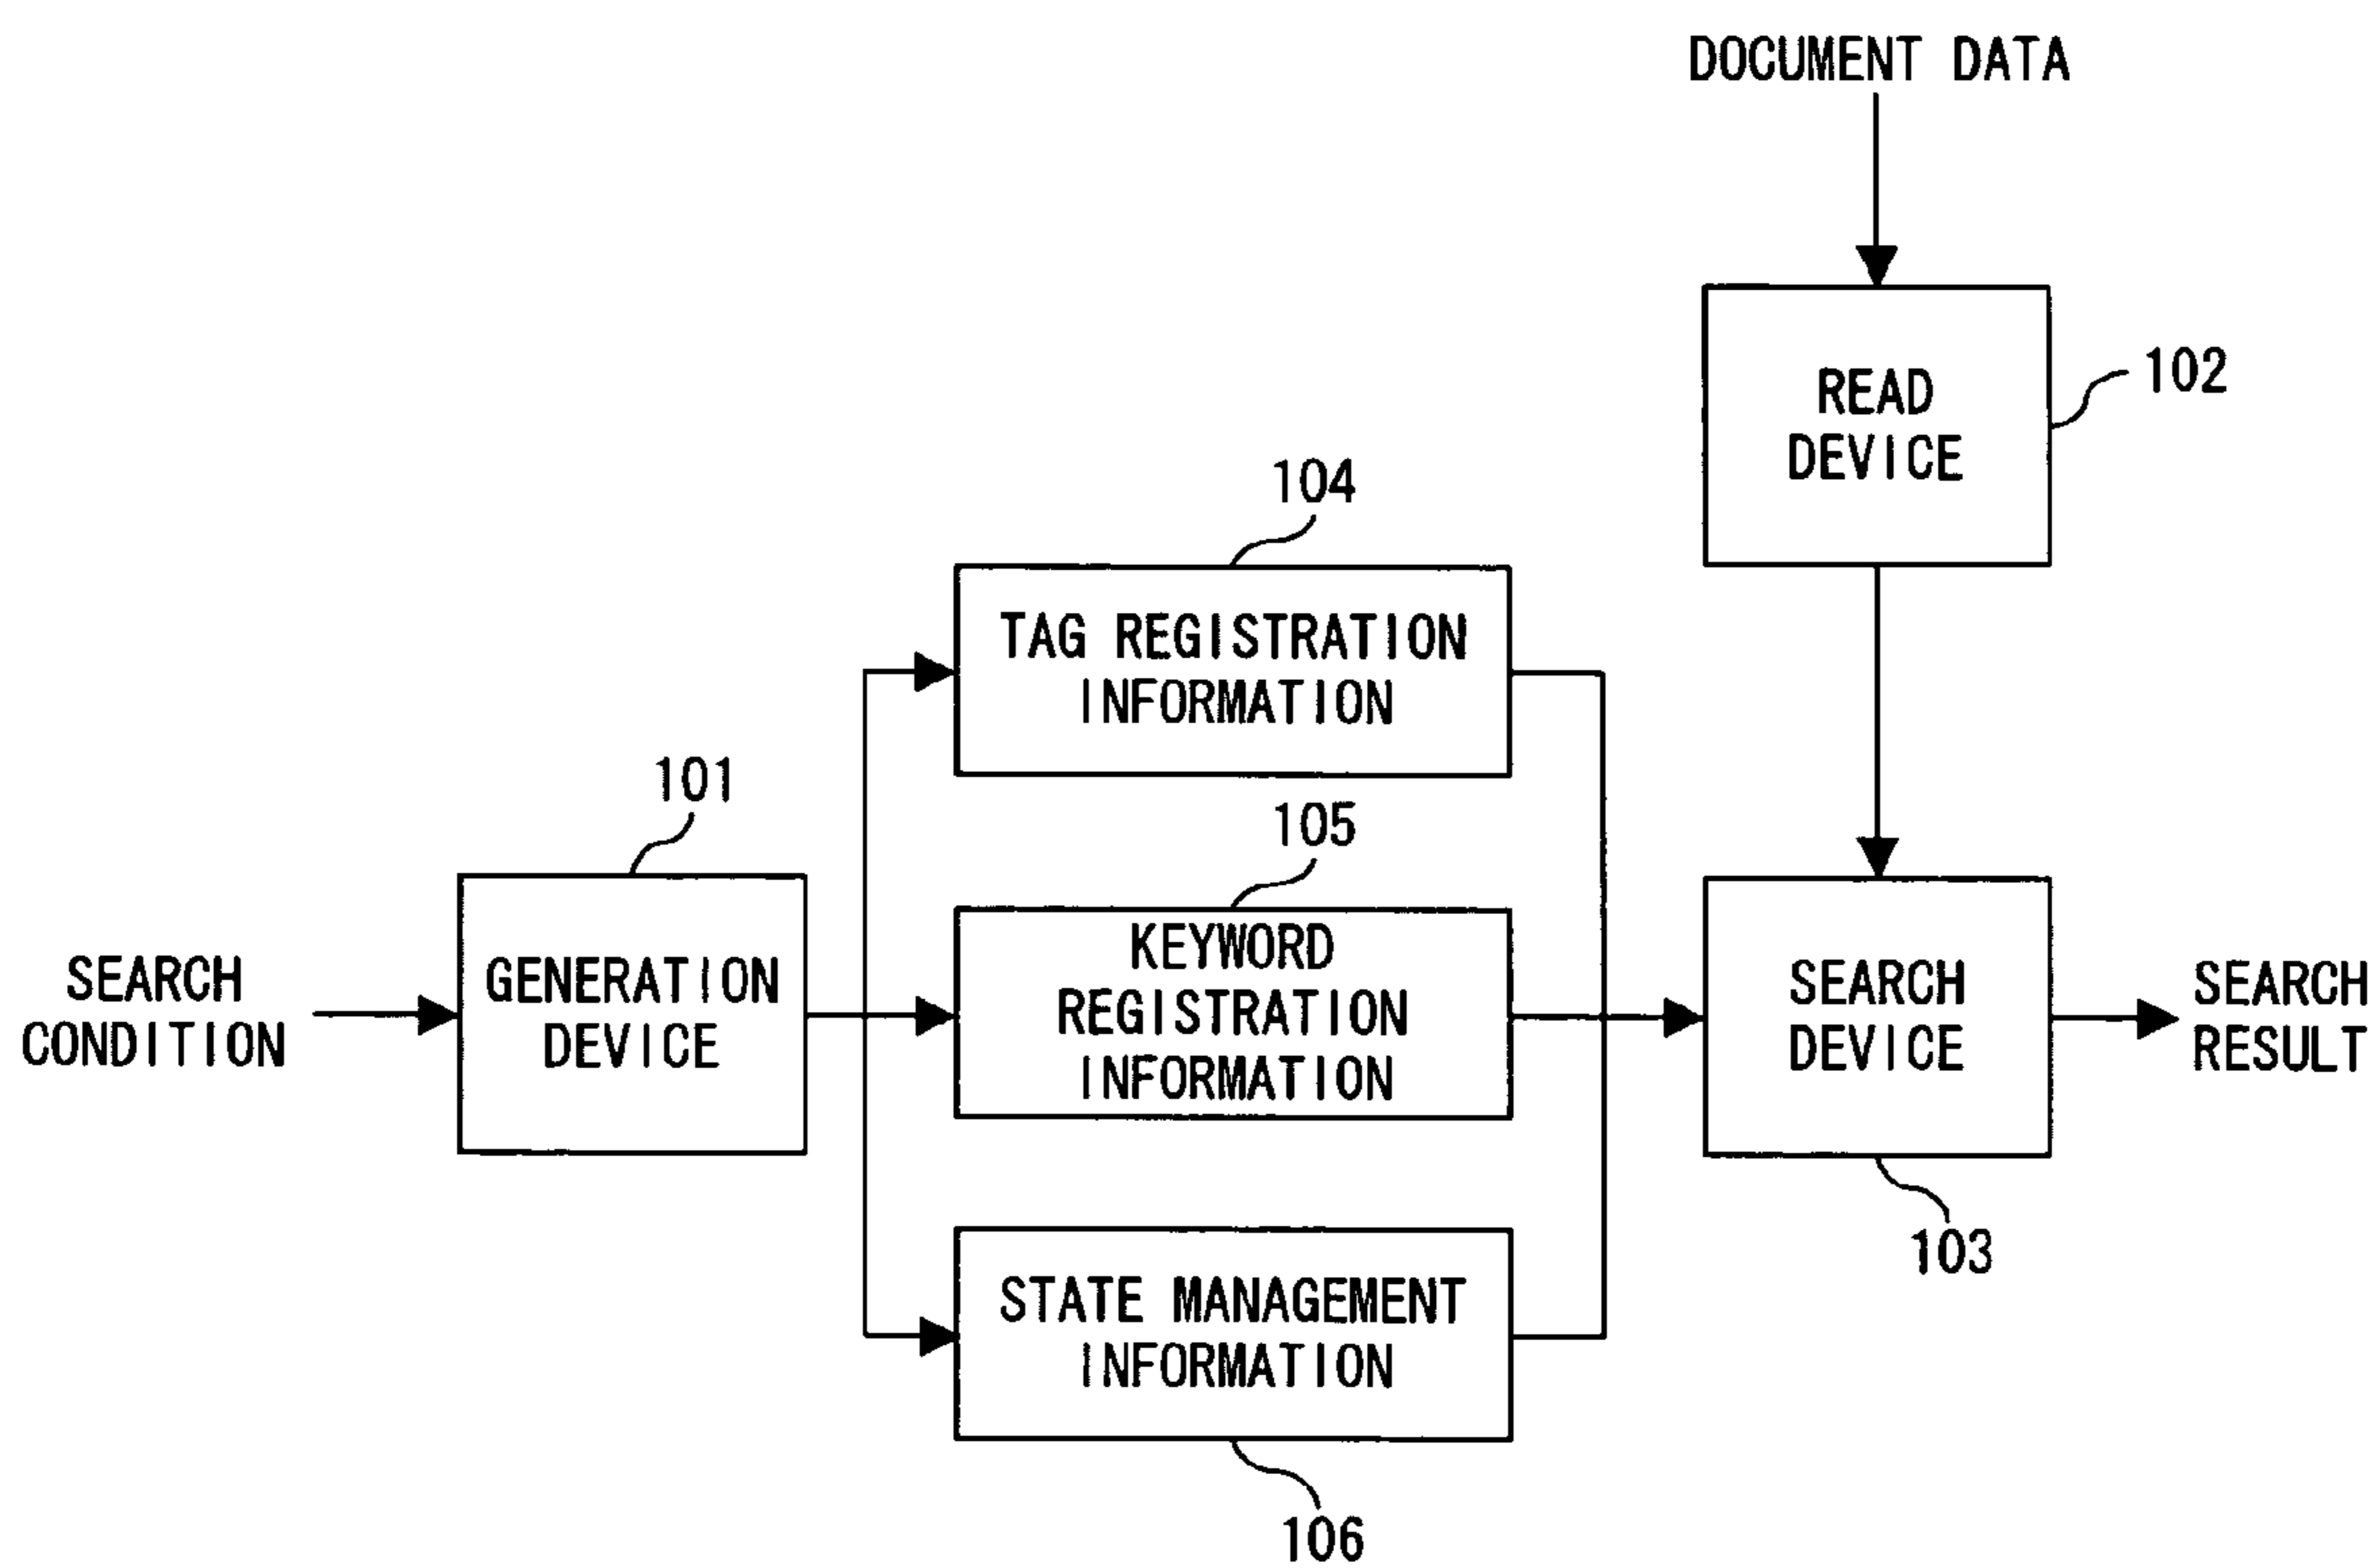 DOCUMENT DATA
READ
DEVICE
102
104
TAG REGISTRATION
INFORMATION
101
105
SEARCH
CONDITION
GENERATION
DEVICE
KEYWORD
REGISTRATION
INFORMATION
SEARCH
DEVICE
SEARCH
RESULT
103
STATE MANAGEMENT
INFORMATION
106